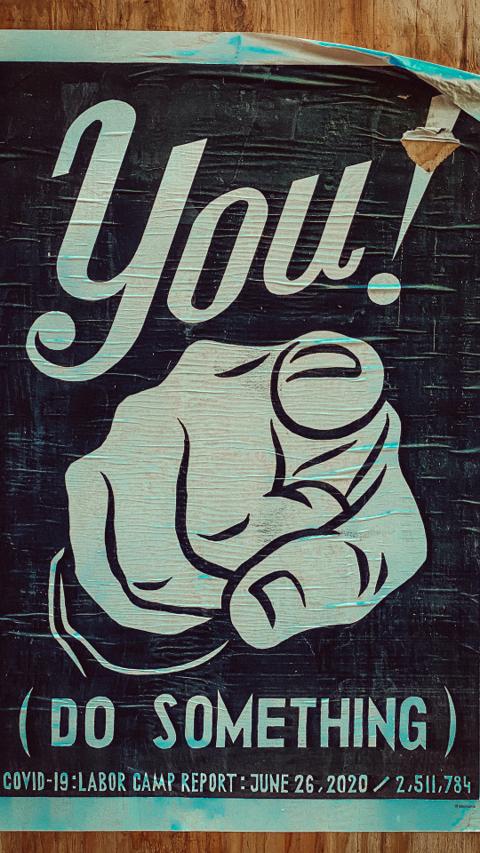 You!
( DO SOMETHING )
COVID-19:LABOR CAMP REPORT: JUNE 26, 2020 / 2,511,784